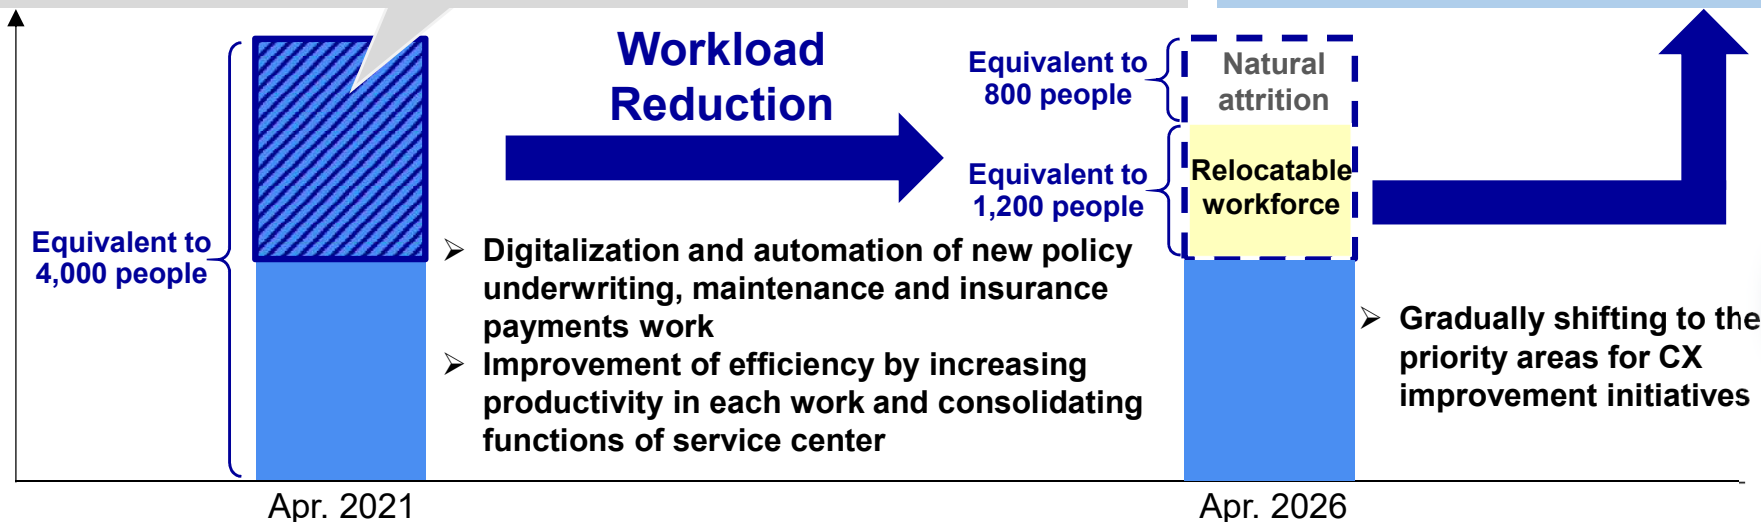 Workload
Reduction
Equivalent to
4,000 people
➢ Digitalization and automation of new policy
underwriting, maintenance and insurance
payments work
➢ Improvement of efficiency by increasing
productivity in each work and consolidating
functions of service center
Equivalent to
800 people
Natural
attrition
Equivalent to
1,200 people
Relocatable
workforce
➢ Gradually shifting to the
priority areas for CX
improvement initiatives
Apr. 2021
Apr. 2026